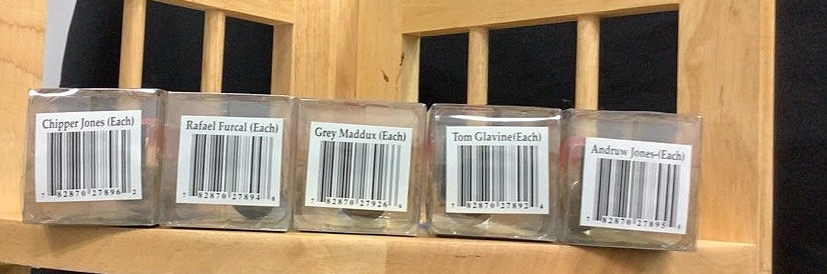 Chipper Jones (Each)
7 82870 27896 2
Rafael Furcal (Each)
7 82870 27894 8
Grey Maddux (Each)
7 82870 27926 6
Tom Glavine(Each)
7 82870 27892 4
Andruw Jones-(Each)
7 82870 27895 5